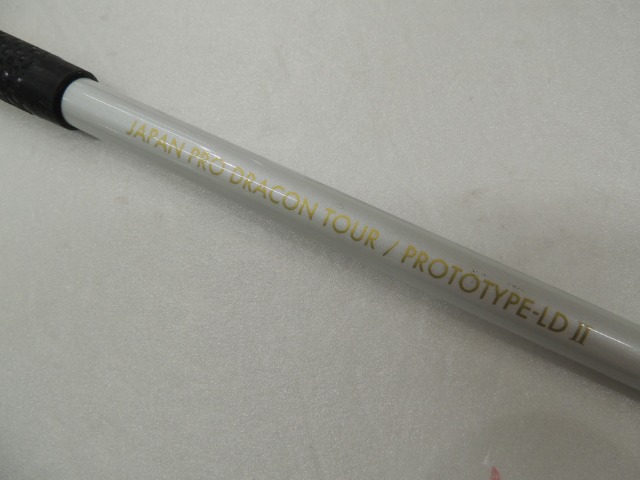 JAPAN PRO DRACON TOUR / PROTOTYPE-LD II